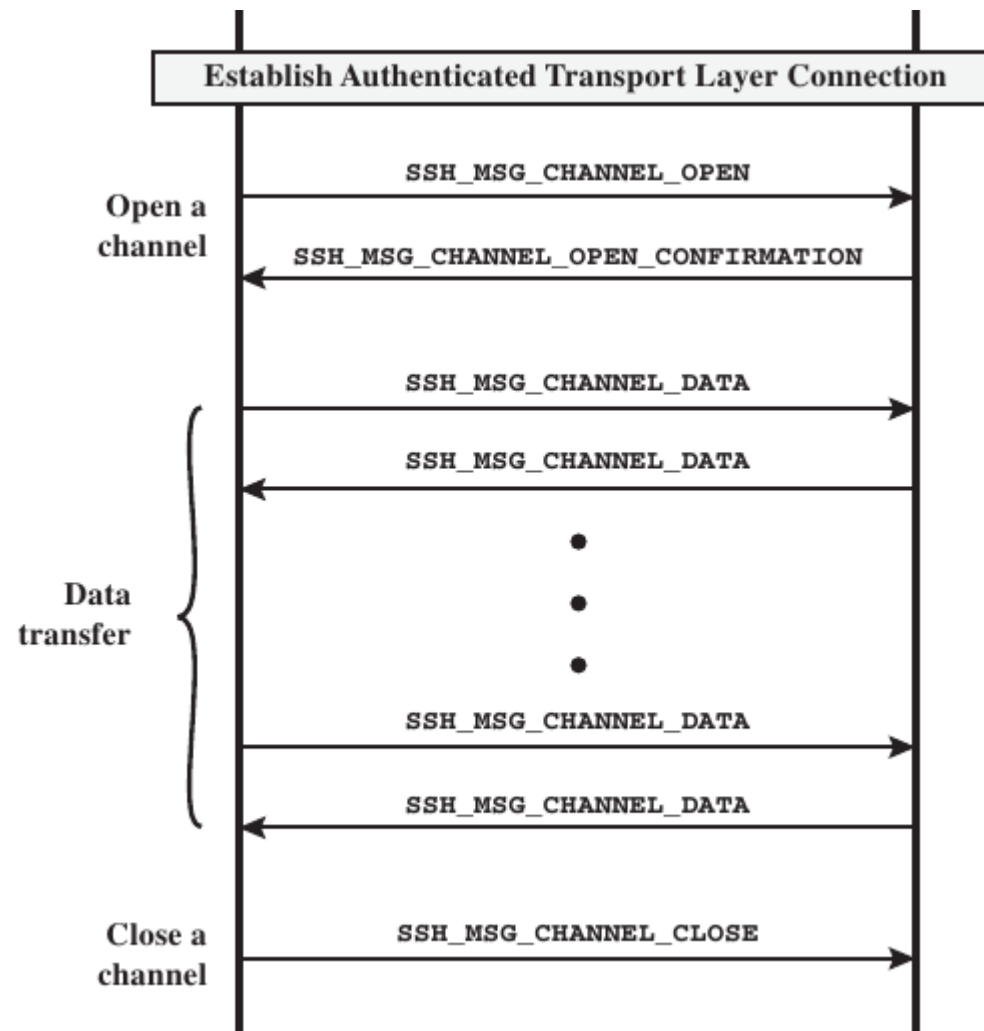 Establish Authenticated Transport Layer Connection
SSH_MSG_CHANNEL_OPEN
Open a
channel
SSH_MSG_CHANNEL_OPEN_CONFIRMATION
SSH_MSG_CHANNEL_DATA
SSH_MSG_CHANNEL_DATA
Data
transfer
SSH_MSG_CHANNEL_DATA
SSH_MSG_CHANNEL_DATA
Close a
channel
SSH_MSG_CHANNEL_CLOSE